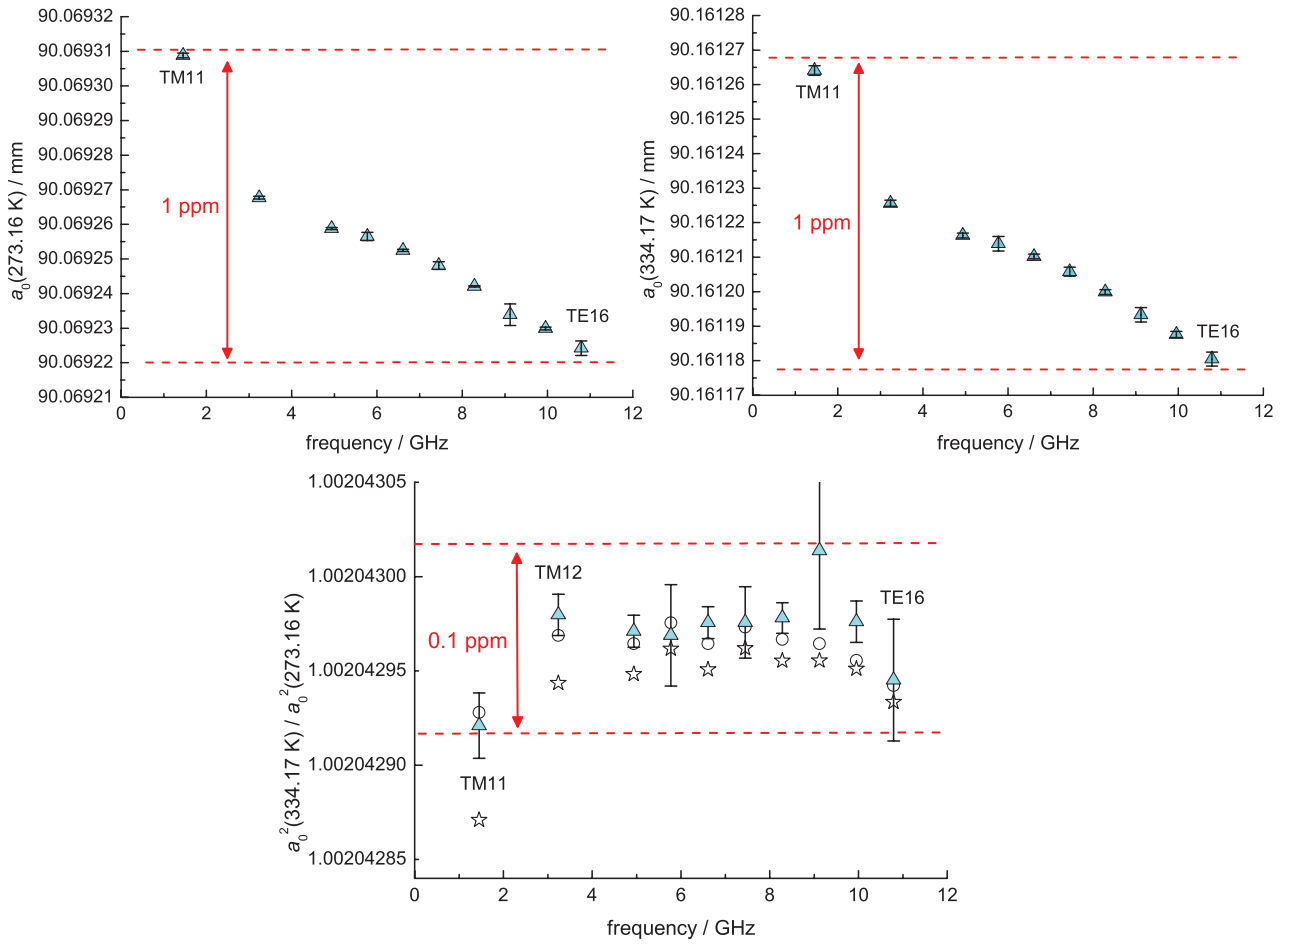 90.06932
90.06931
90.06930
90.06929
90.06928
90.06927
90.06926
90.06925
90.06924
90.06923
90.06922
90.06921
a₀(273.16 K) / mm
TM11
1 ppm
TE16
0 2 4 6 8 10 12
frequency / GHz
90.16128
90.16127
90.16126
90.16125
90.16124
90.16123
90.16122
90.16121
90.16120
90.16119
90.16118
90.16117
a₀(334.17 K) / mm
TM11
1 ppm
TE16
0 2 4 6 8 10 12
frequency / GHz
1.00204305
1.00204300
1.00204295
1.00204290
1.00204285
a₀²(334.17 K) / a₀²(273.16 K)
TM12
TE16
0.1 ppm
TM11
0 2 4 6 8 10 12
frequency / GHz